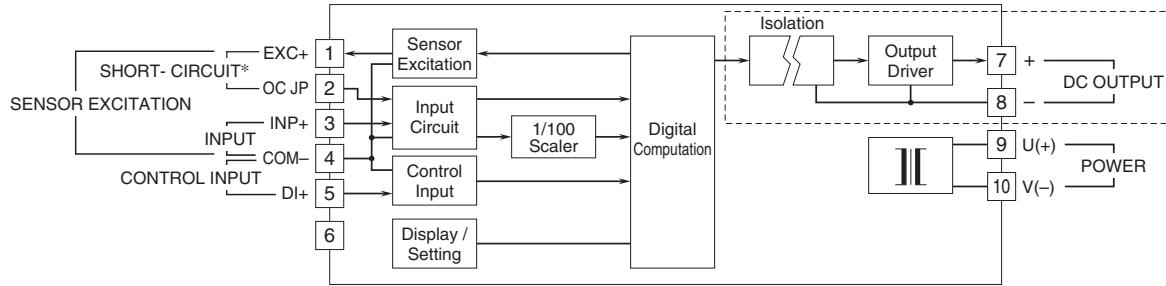 Isolation
SENSOR EXCITATION
SHORT- CIRCUIT*
EXC+
1
OC JP
2
INPUT
INP+
3
COM–
4
CONTROL INPUT
DI+
5
6
Sensor
Excitation
Input
Circuit
1/100
Scaler
Control
Input
Display /
Setting
Digital
Computation
Output
Driver
7
+
8
–
DC OUTPUT
9
U(+)
10
V(–)
POWER